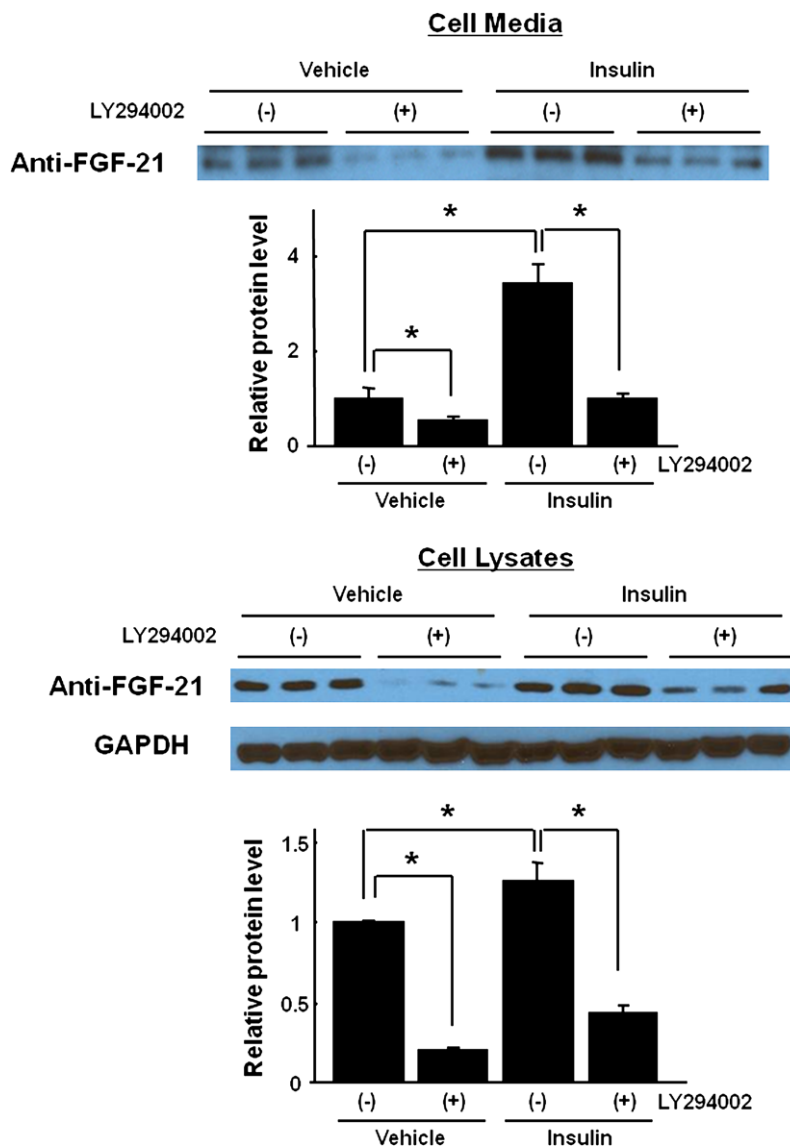 Cell Media
Vehicle Insulin
LY294002 (-) (+) (-) (+)
Anti-FGF-21
* *
4
*
2
0
Relative protein level
(-) (+) (-) (+) LY294002
Vehicle Insulin
Cell Lysates
Vehicle Insulin
LY294002 (-) (+) (-) (+)
Anti-FGF-21
GAPDH
* *
1.5
*
1
0.5
0
Relative protein level
(-) (+) (-) (+) LY294002
Vehicle Insulin